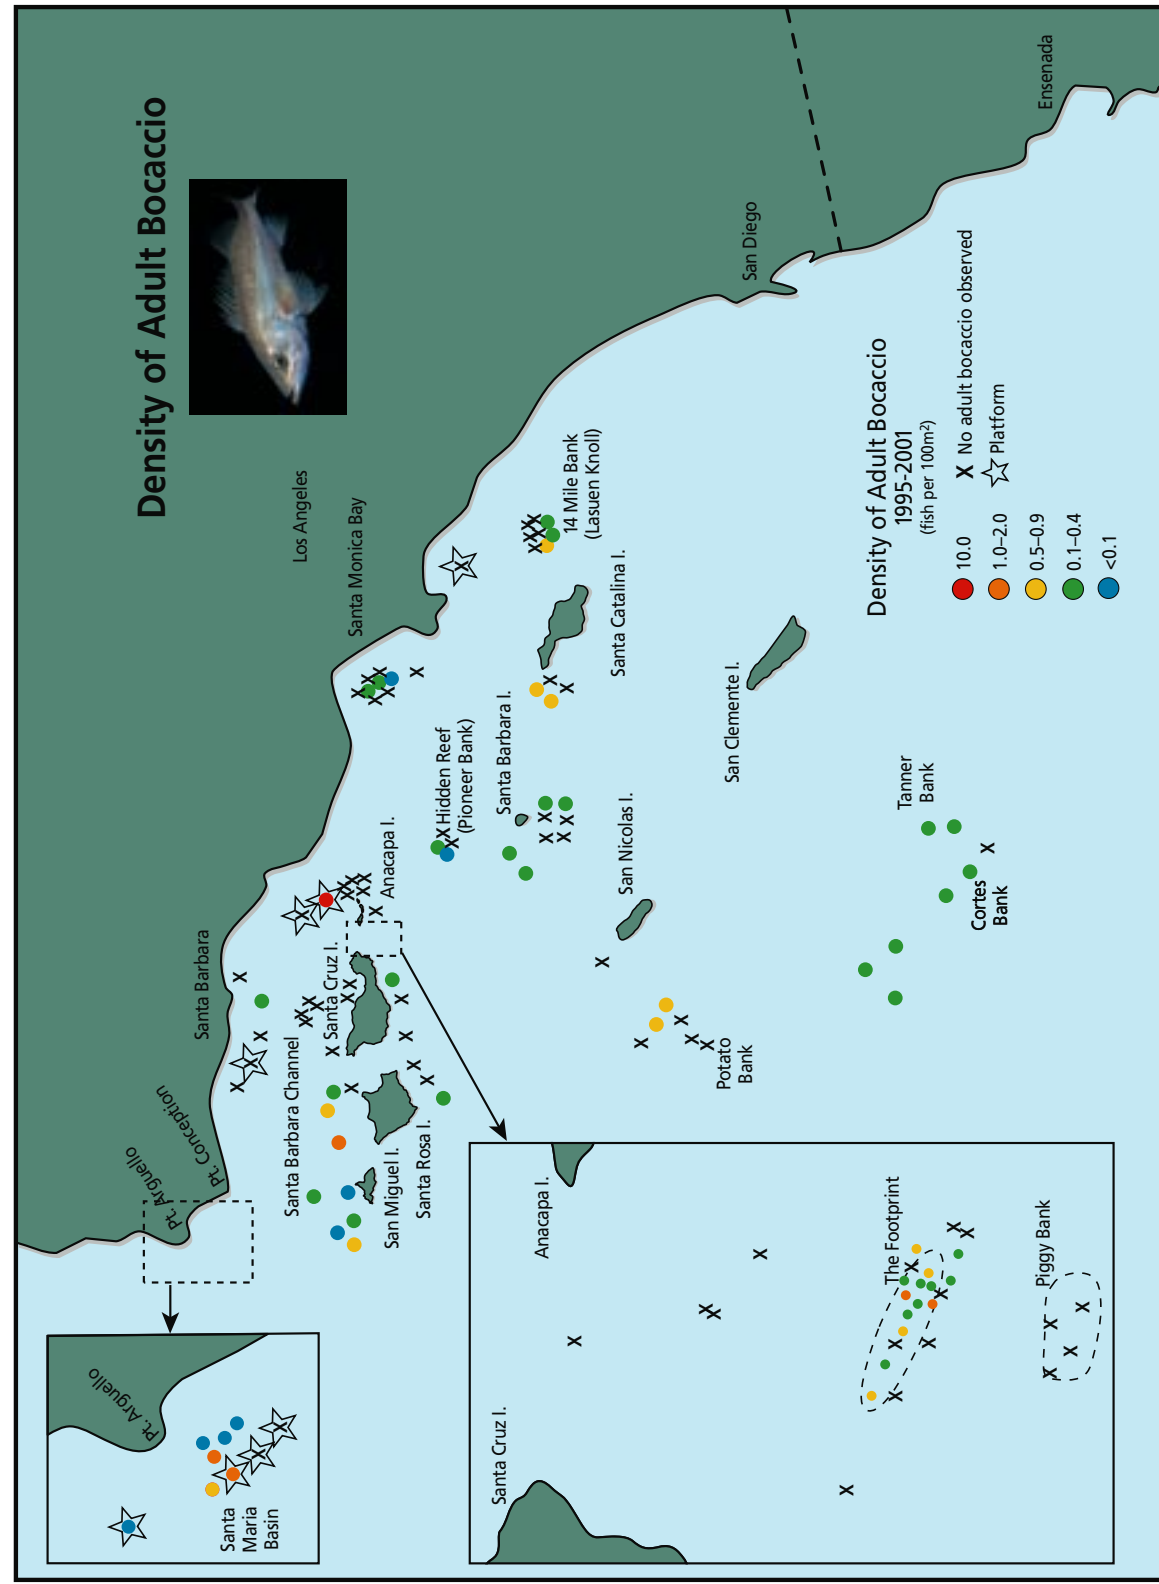 Density of Adult Bocaccio
Pt. Arguello
Santa
Maria
Basin
Pt. Arguello
Pt. Conception
Santa Barbara
Los Angeles
Santa Monica Bay
Santa Barbara Channel
Santa Cruz I.
Anacapa I.
San Miguel I.
Santa Rosa I.
X Hidden Reef
(Pioneer Bank)
Santa Barbara I.
14 Mile Bank
(Lasuen Knoll)
Santa Catalina I.
San Nicolas I.
San Clemente I.
San Diego
Ensenada
Potato
Bank
Tanner
Bank
Cortes
Bank
Santa Cruz I.
Anacapa I.
The Footprint
Piggy Bank
Density of Adult Bocaccio
1995-2001
(fish per 100m²)
10.0
1.0–2.0
0.5–0.9
0.1–0.4
<0.1
X No adult bocaccio observed
Platform